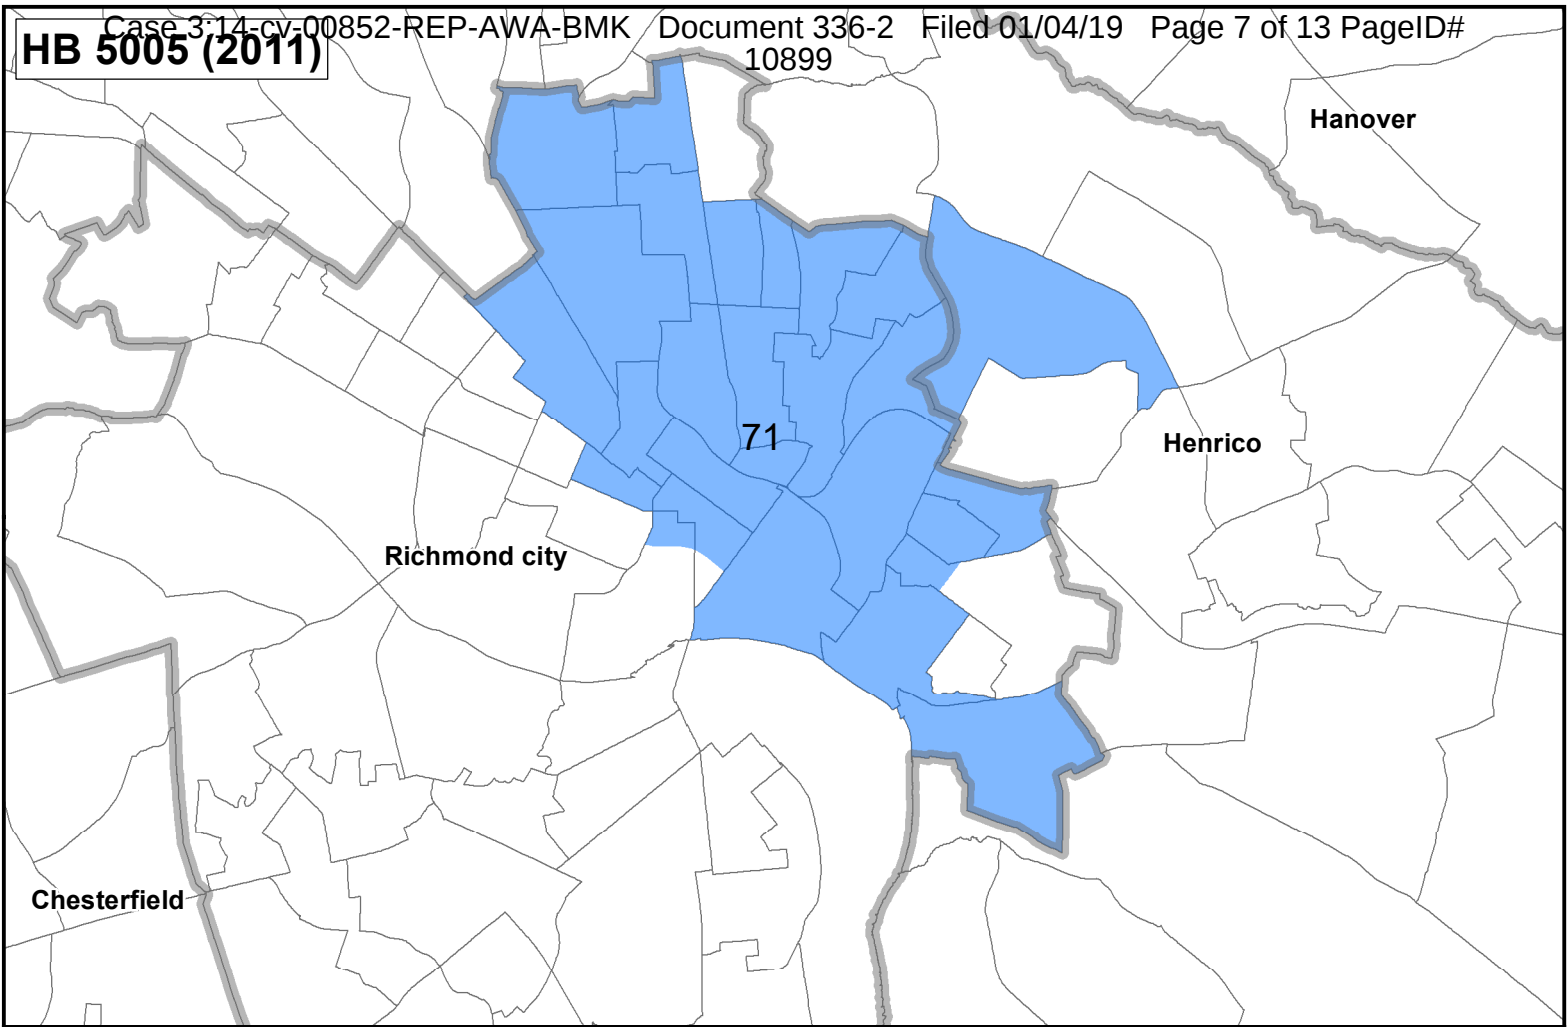 Case 3:14-cv-00852-REP-AWA-BMK Document 336-2 Filed 01/04/19 Page 7 of 13 PageID#
10899
HB 5005 (2011)
Hanover
71
Henrico
Richmond city
Chesterfield